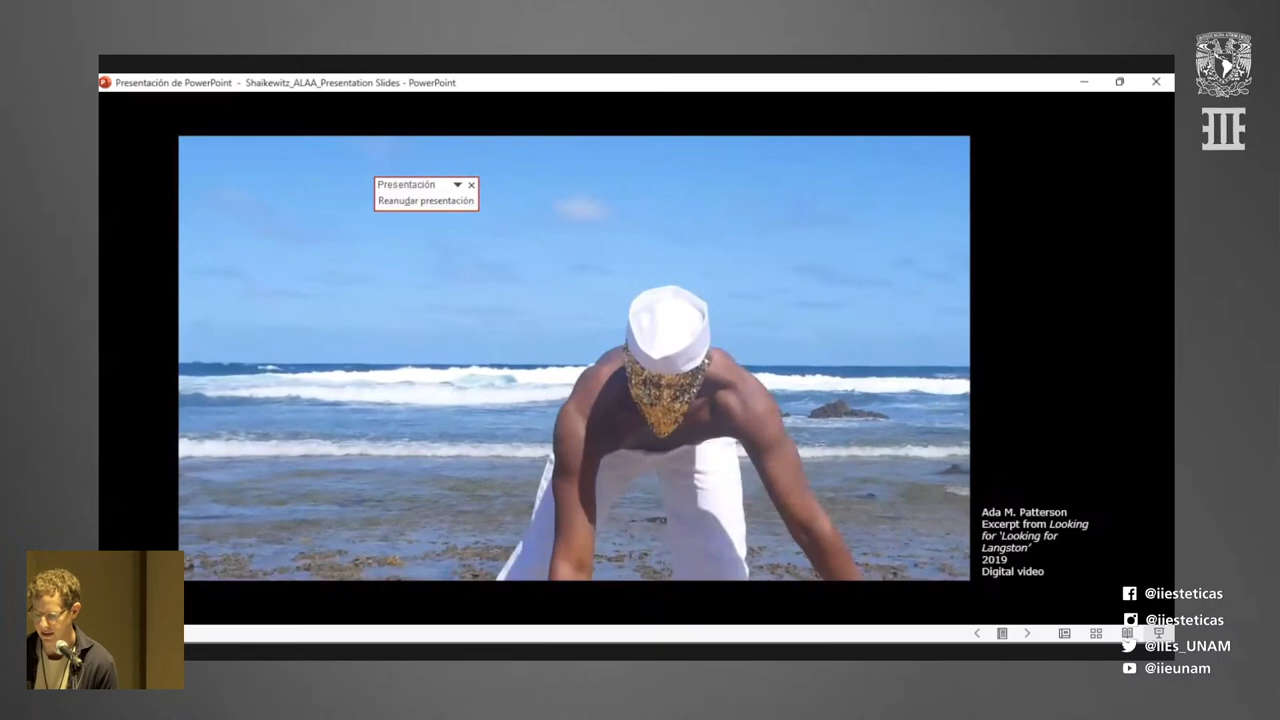 Presentación de PowerPoint - Shaikewitz_ALAA_Presentation Slides - PowerPoint
Presentación
Reanudar presentación
Ada M. Patterson
Excerpt from Looking
for ‘Looking for
Langston’
2019
Digital video
@iiesteticas
@iiesteticas
@IIEs_UNAM
@iieunam